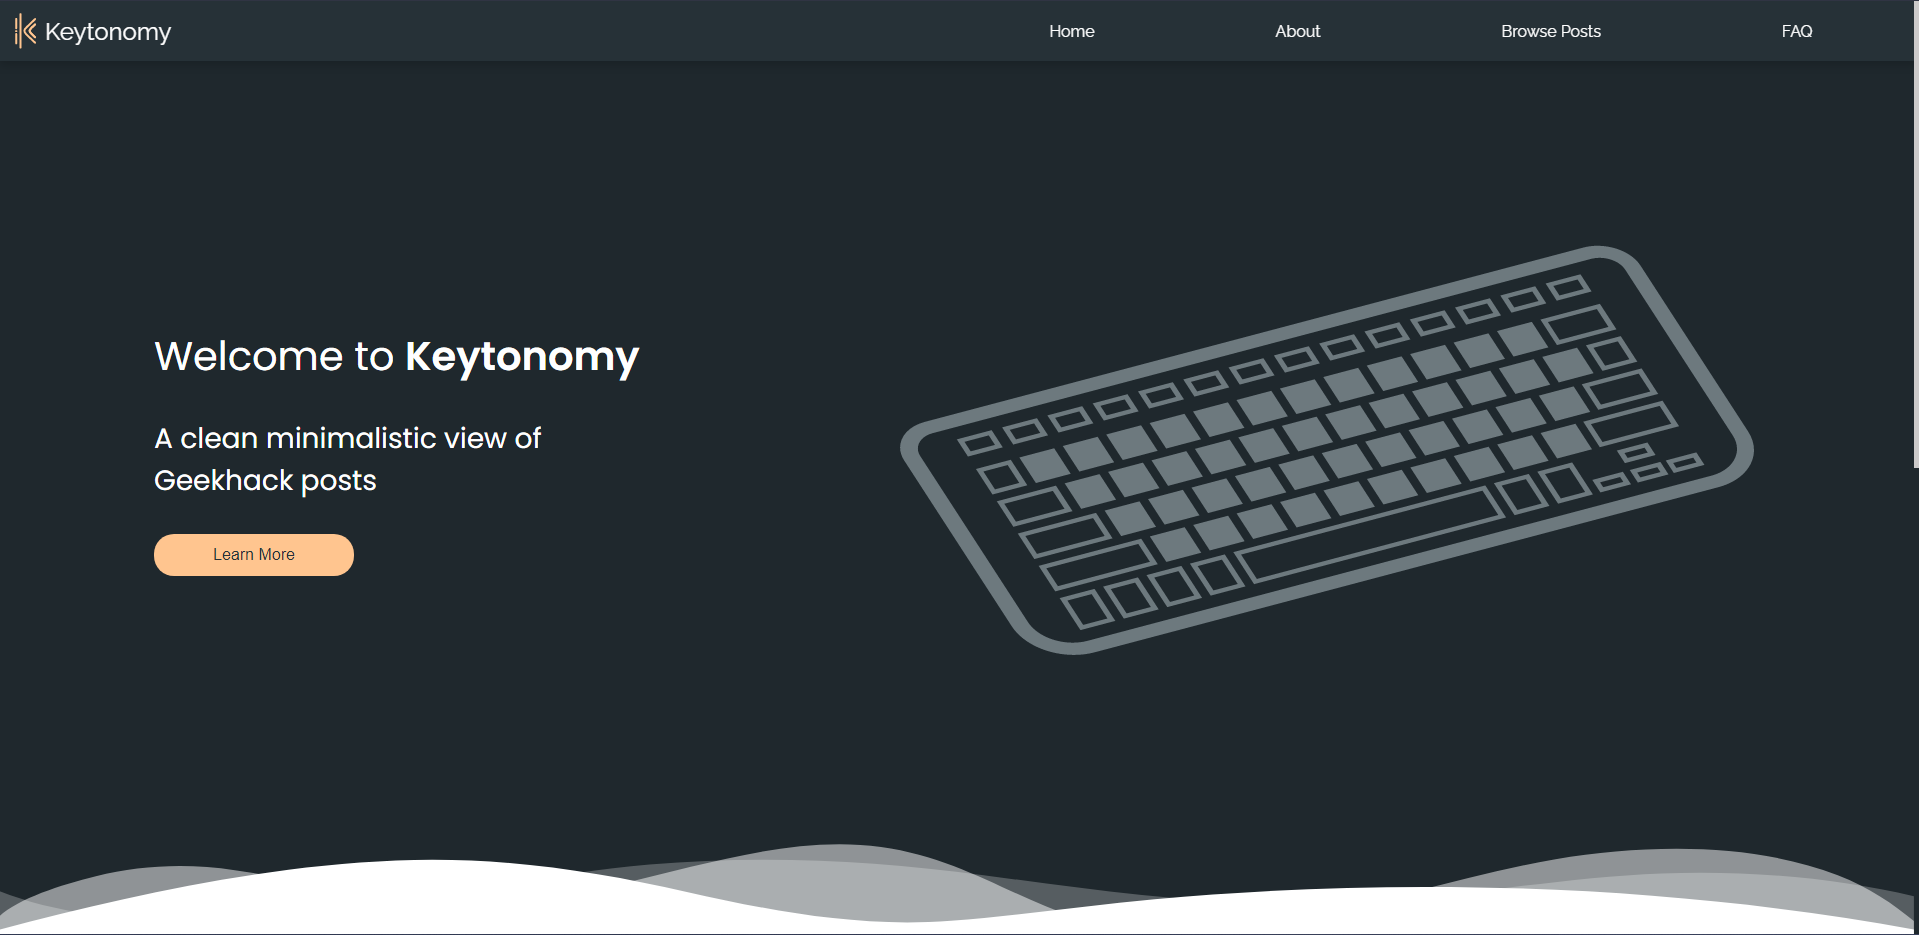 Keytonomy
Home
About
Browse Posts
FAQ
Welcome to Keytonomy
A clean minimalistic view of
Geekhack posts
Learn More